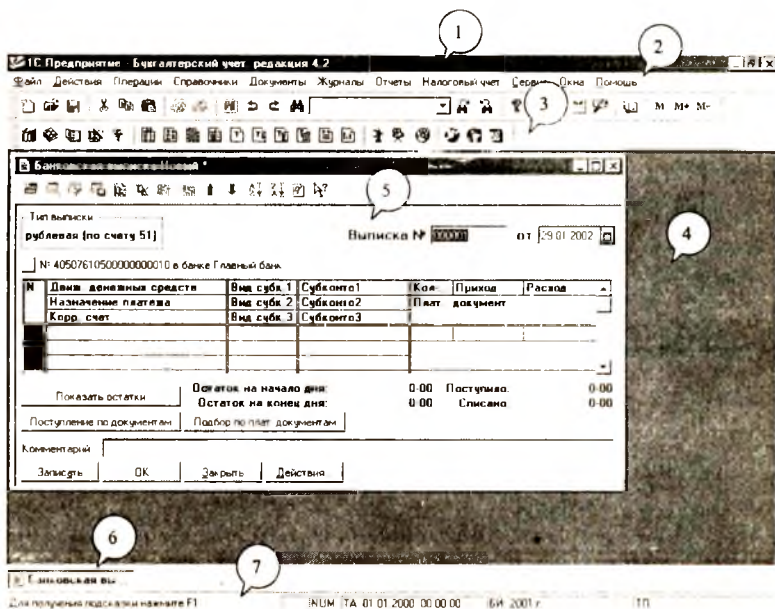 1
2
1С Предприятие - Бухгалтерский учет редакция 4.2
Файл Действия Операции Справочники Документы Журналы Отчеты Налоговый учет Сервис Окна Помощь
3
M M+ M-
Банковская выписка Новый *
5
4
Тип выписки
рублевая (по счету 51)
Выписка № 00001 от 29.01.2002
№ 40507610500000000010 в банке Главный банк
N Движ. денежных средств Вид субк. 1 Субконто1 Приход Расход
Назначение платежа Вид субк. 2 Субконто2 Плат. документ
Корр. счет Вид субк. 3 Субконто3
Показать остатки Остаток на начало дня: 0-00 Поступило: 0-00
Остаток на конец дня: 0-00 Списано 0-00
Поступление по документам Подбор по плат. документам
Комментарий
Записать OK Закрыть Действия
6
7
Банковская вы...
Для получения подсказки нажмите F1 NUM TA 01.01.2000 00:00:00 БИ 2001 г. ТП